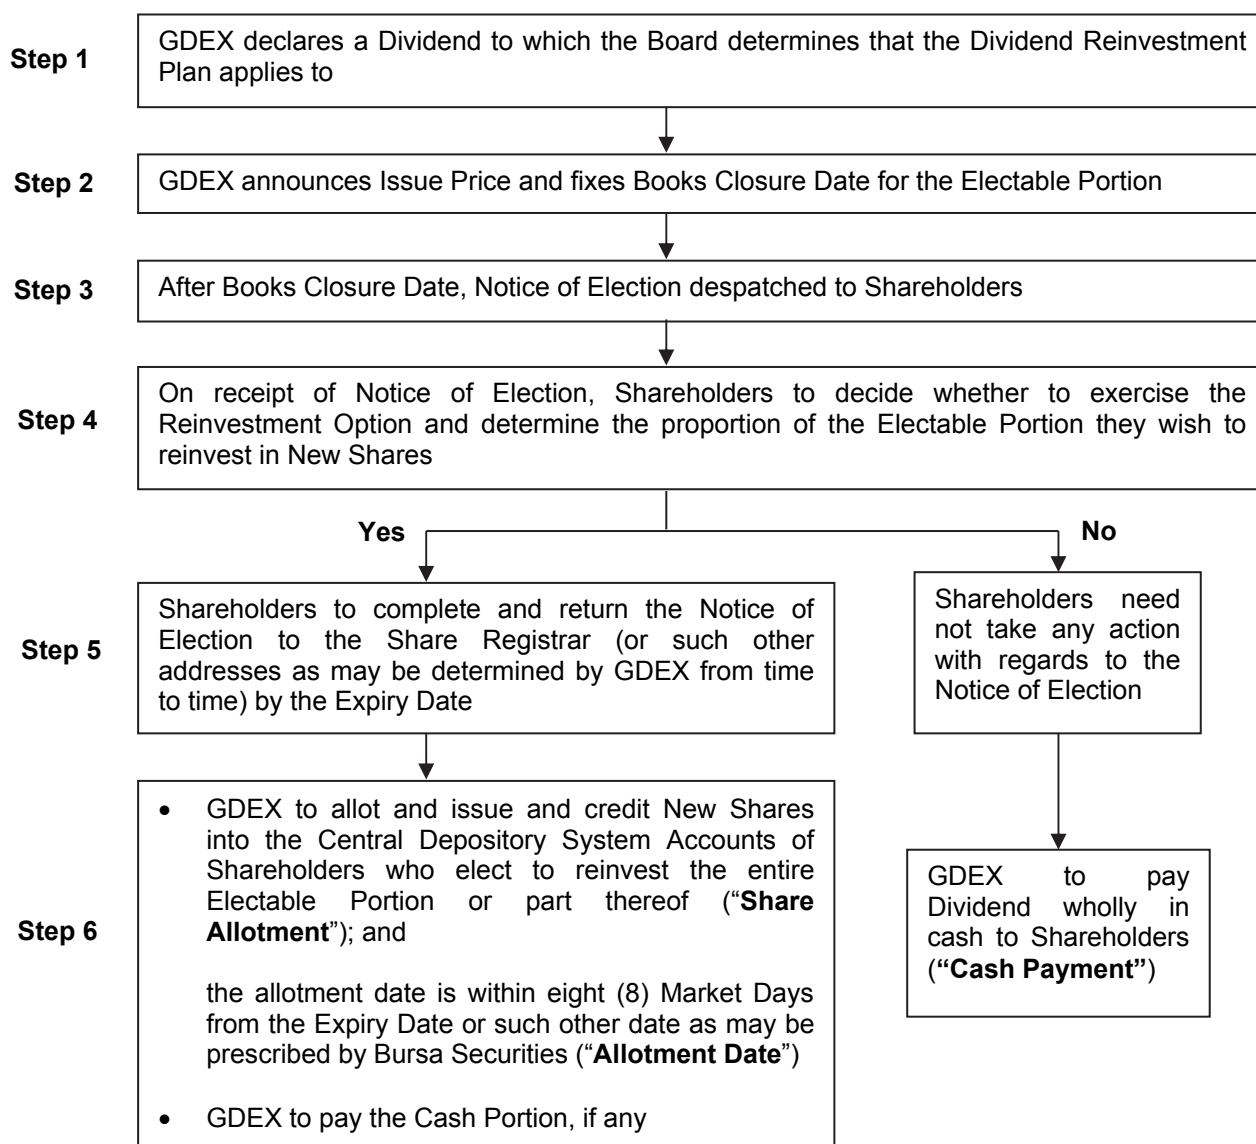 Step 1
GDEX declares a Dividend to which the Board determines that the Dividend Reinvestment
Plan applies to
Step 2
GDEX announces Issue Price and fixes Books Closure Date for the Electable Portion
Step 3
After Books Closure Date, Notice of Election despatched to Shareholders
Step 4
On receipt of Notice of Election, Shareholders to decide whether to exercise the
Reinvestment Option and determine the proportion of the Electable Portion they wish to
reinvest in New Shares
Yes
No
Step 5
Shareholders to complete and return the Notice of
Election to the Share Registrar (or such other
addresses as may be determined by GDEX from time
to time) by the Expiry Date
Shareholders need
not take any action
with regards to the
Notice of Election
Step 6
• GDEX to allot and issue and credit New Shares
into the Central Depository System Accounts of
Shareholders who elect to reinvest the entire
Electable Portion or part thereof (“Share
Allotment”); and
the allotment date is within eight (8) Market Days
from the Expiry Date or such other date as may be
prescribed by Bursa Securities (“Allotment Date”)
• GDEX to pay the Cash Portion, if any
GDEX to pay
Dividend wholly in
cash to Shareholders
(“Cash Payment”)